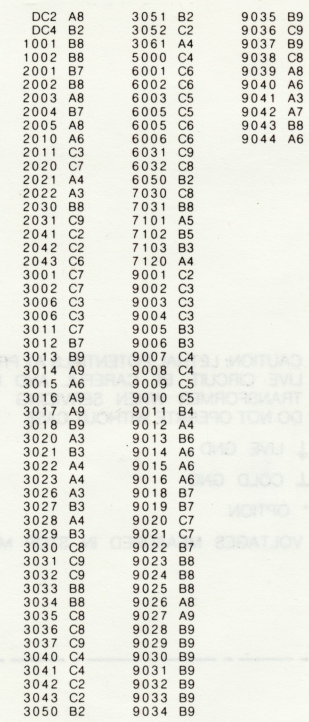 DC2 A8
DC4 B2
1001 B8
1002 B8
2001 B7
2002 B8
2003 A8
2004 B7
2005 A8
2010 A6
2011 C3
2020 C7
2021 A4
2022 A3
2030 B8
2031 C9
2041 C2
2042 C2
2043 C6
3001 C7
3002 C7
3006 C3
3006 C3
3011 C7
3012 B7
3013 B9
3014 A9
3015 A6
3016 A9
3017 A9
3018 B9
3020 A3
3021 B3
3022 A4
3023 A4
3026 A3
3027 B3
3028 A4
3029 B3
3030 C8
3031 C9
3032 C9
3033 B8
3034 B8
3035 C8
3036 C8
3037 C9
3040 C4
3041 C4
3042 C2
3043 C2
3050 B2
3051 B2
3052 C2
3061 A4
5000 C4
6001 C6
6002 C6
6003 C5
6005 C6
6005 C6
6006 C6
6031 C9
6032 C8
6050 B2
7030 C8
7031 B8
7101 A5
7102 B5
7103 B3
7120 A4
9001 C2
9002 C3
9003 C3
9004 C3
9005 B3
9006 B3
9007 C4
9008 C4
9009 C5
9010 C5
9011 B4
9012 A4
9013 B6
9014 A6
9015 A6
9016 A6
9018 B7
9019 B7
9020 C7
9021 C7
9022 B7
9023 B8
9024 B8
9025 B8
9026 A8
9027 A9
9028 B9
9029 B9
9030 B9
9031 B9
9032 B9
9033 B9
9034 B9
9035 B9
9036 C9
9037 B9
9038 C8
9039 A8
9040 A6
9041 A3
9042 A7
9043 B8
9044 A6